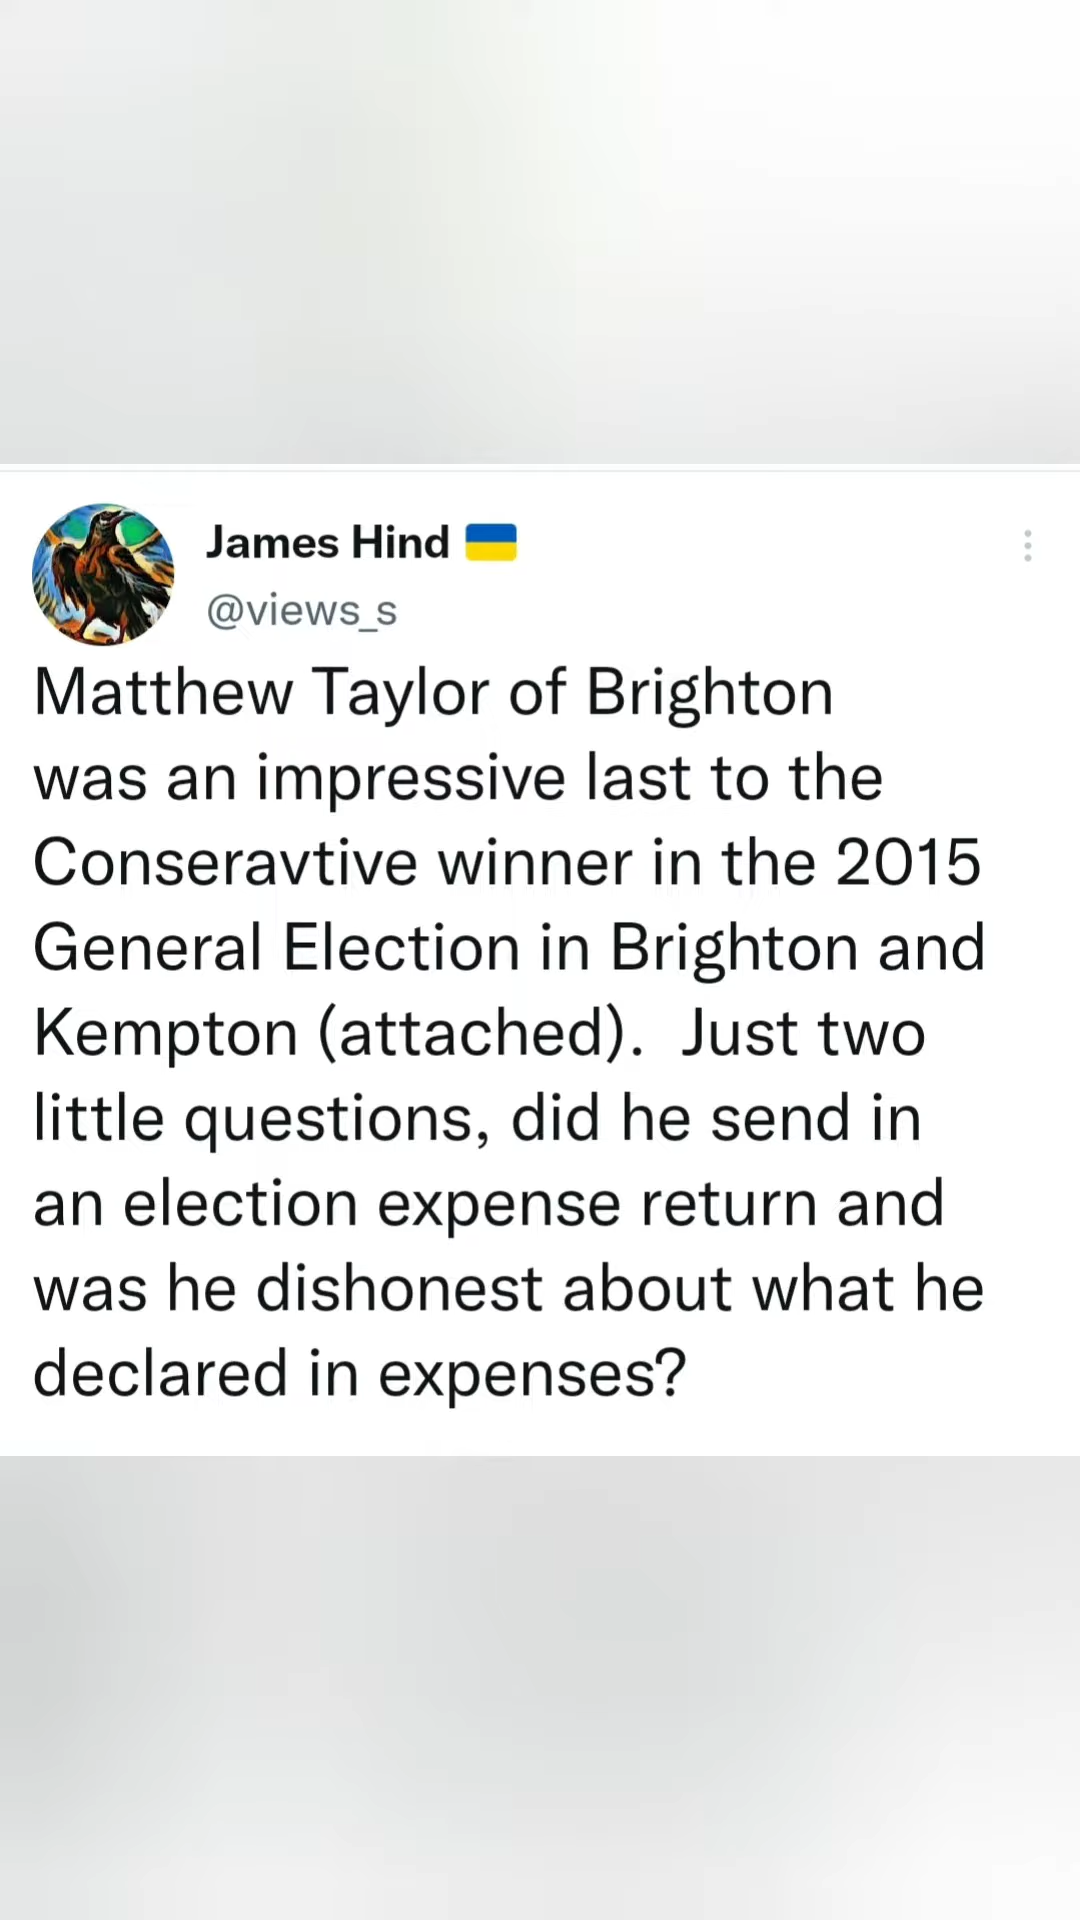 James Hind 🇺🇦
@views_s
Matthew Taylor of Brighton
was an impressive last to the
Conseravtive winner in the 2015
General Election in Brighton and
Kempton (attached).  Just two
little questions, did he send in
an election expense return and
was he dishonest about what he
declared in expenses?